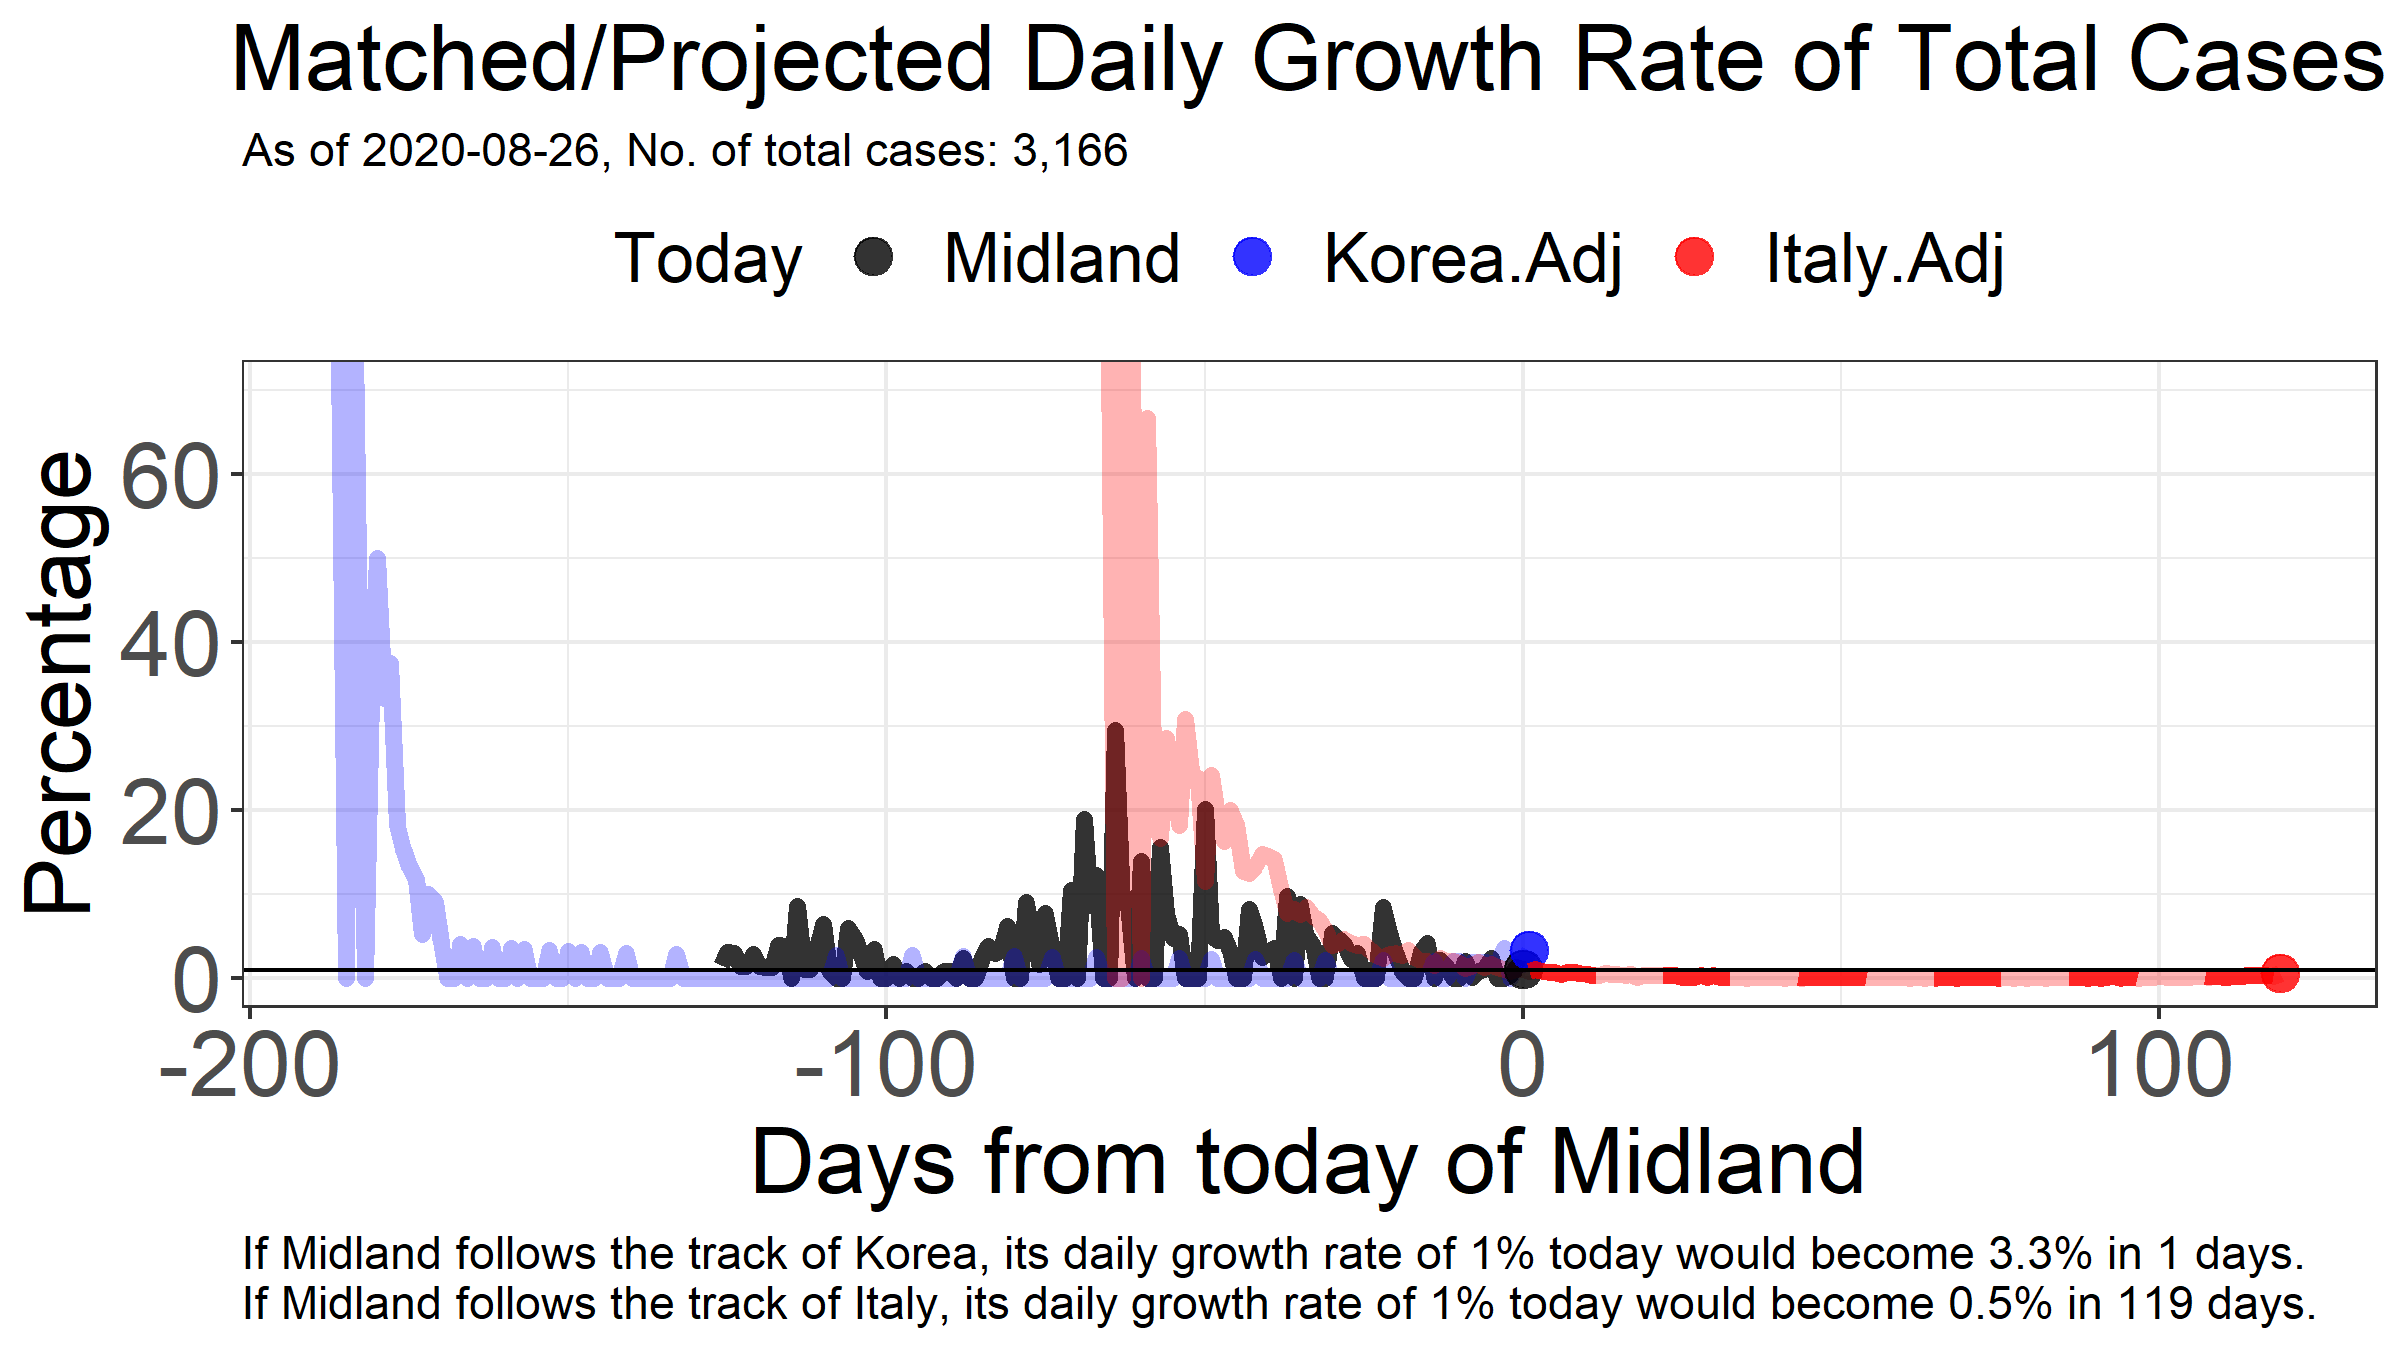 Matched/Projected Daily Growth Rate of Total Cases
As of 2020-08-26, No. of total cases: 3,166
Today Midland Korea.Adj Italy.Adj
Percentage
60
40
20
0
-200 -100 0 100
Days from today of Midland
If Midland follows the track of Korea, its daily growth rate of 1% today would become 3.3% in 1 days.
If Midland follows the track of Italy, its daily growth rate of 1% today would become 0.5% in 119 days.